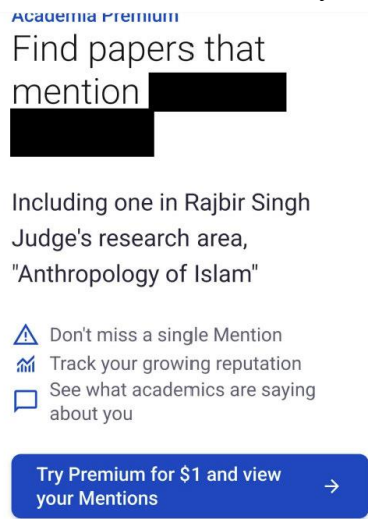 Academia Premium
Find papers that
mention
Including one in Rajbir Singh
Judge's research area,
"Anthropology of Islam"
Don't miss a single Mention
Track your growing reputation
See what academics are saying
about you
Try Premium for $1 and view
your Mentions